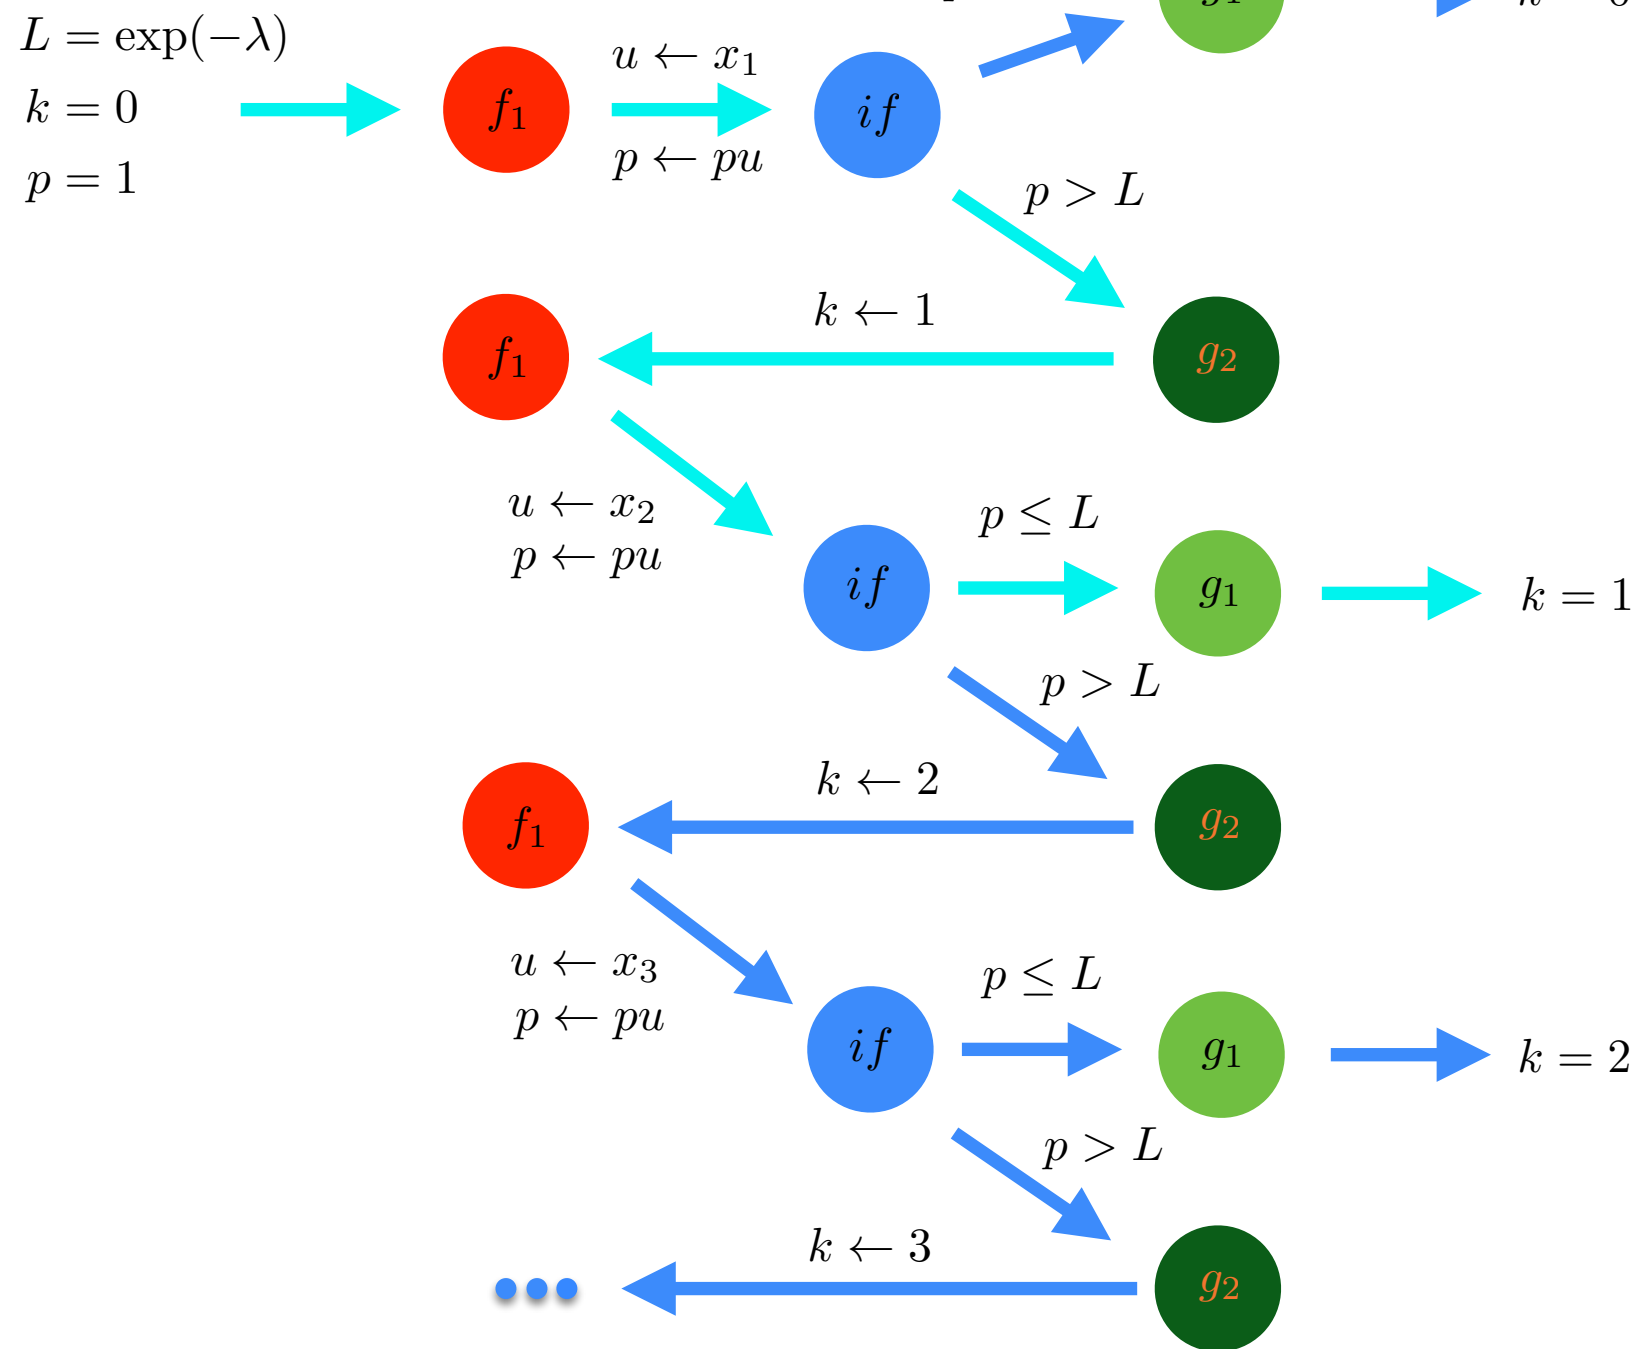 L = exp(−λ)
k = 0
p = 1
f₁
u ← x₁
p ← pu
if
p > L
f₁
k ← 1
g₂
u ← x₂
p ← pu
if
p ≤ L
g₁
k = 1
p > L
f₁
k ← 2
g₂
u ← x₃
p ← pu
if
p ≤ L
g₁
k = 2
p > L
k ← 3
g₂